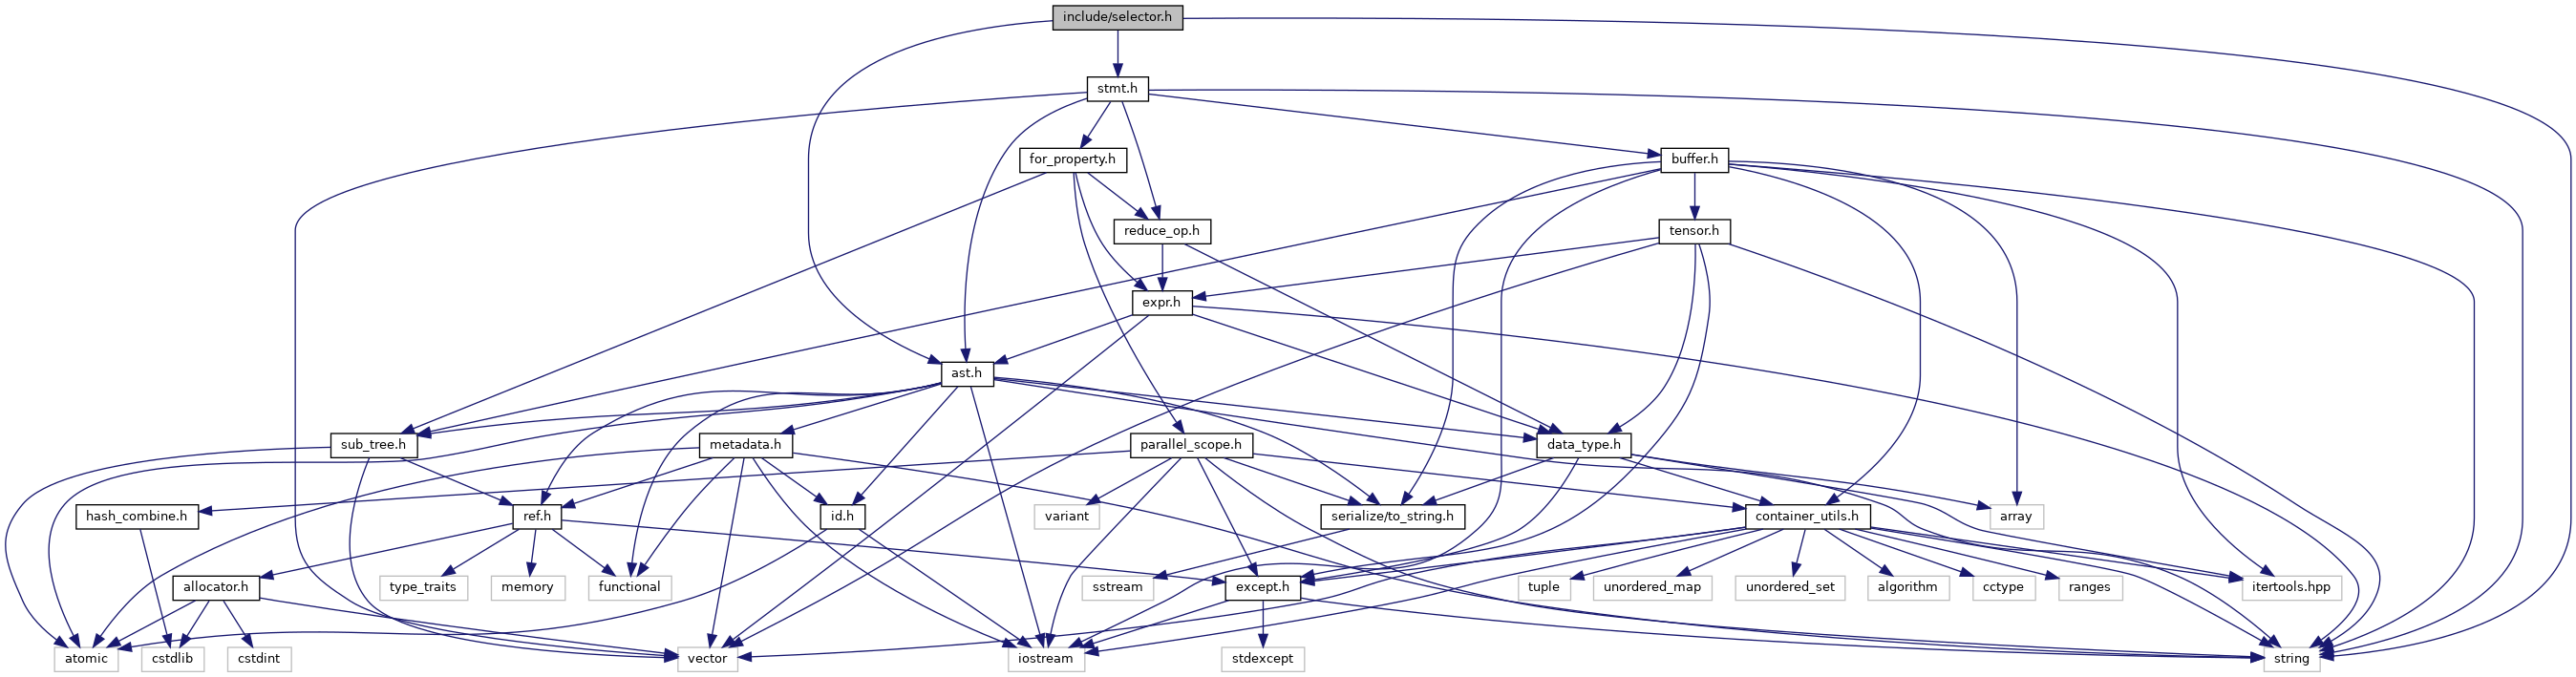 include/selector.h
stmt.h
for_property.h
buffer.h
reduce_op.h
tensor.h
expr.h
ast.h
sub_tree.h
metadata.h
parallel_scope.h
data_type.h
hash_combine.h
ref.h
id.h
variant
serialize/to_string.h
container_utils.h
array
allocator.h
type_traits
memory
functional
sstream
except.h
tuple
unordered_map
unordered_set
algorithm
cctype
ranges
itertools.hpp
atomic
cstdlib
cstdint
vector
iostream
stdexcept
string